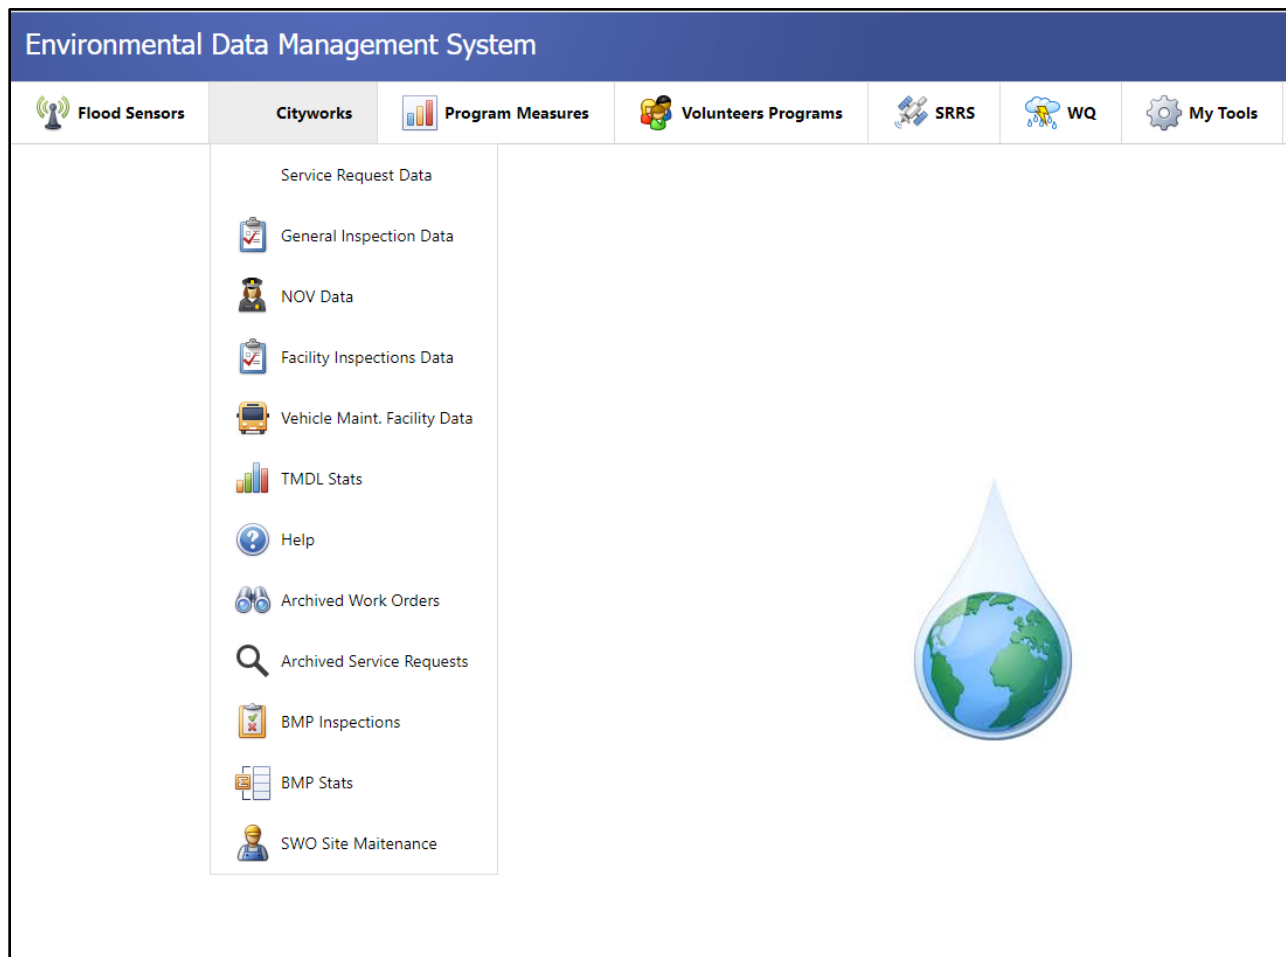 Environmental Data Management System
Flood Sensors
Cityworks
Program Measures
Volunteers Programs
SRRS
WQ
My Tools
Service Request Data
General Inspection Data
NOV Data
Facility Inspections Data
Vehicle Maint. Facility Data
TMDL Stats
Help
Archived Work Orders
Archived Service Requests
BMP Inspections
BMP Stats
SWO Site Maitenance